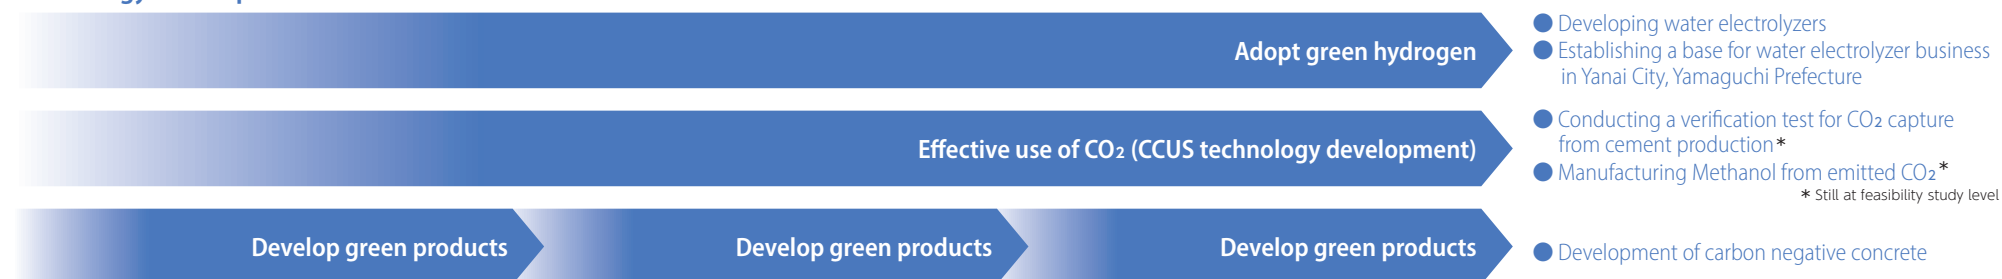 Adopt green hydrogen
● Developing water electrolyzers
● Establishing a base for water electrolyzer business
in Yanai City, Yamaguchi Prefecture
Effective use of CO₂ (CCUS technology development)
● Conducting a verification test for CO₂ capture
from cement production*
● Manufacturing Methanol from emitted CO₂*
* Still at feasibility study level
Develop green products
Develop green products
Develop green products
● Development of carbon negative concrete